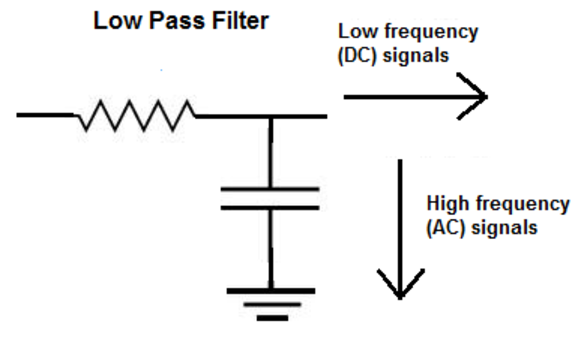 Low Pass Filter
Low frequency
(DC) signals
High frequency
(AC) signals